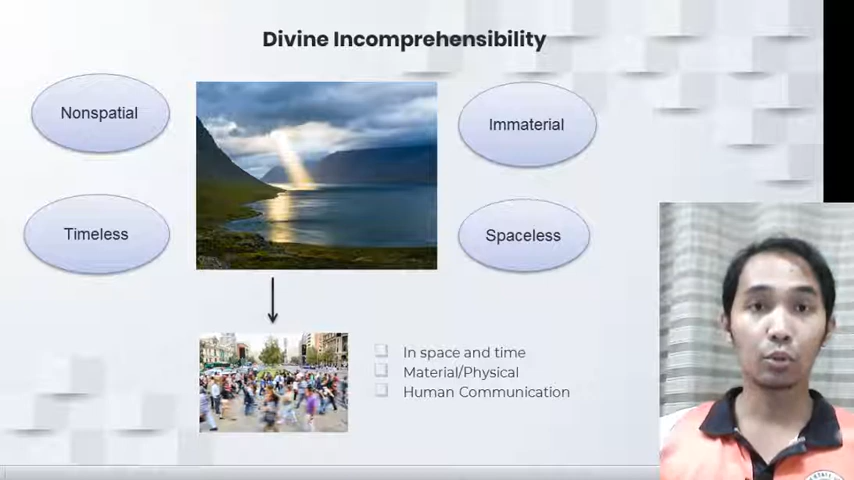 Divine Incomprehensibility
Nonspatial
Immaterial
Timeless
Spaceless
In space and time
Material/Physical
Human Communication